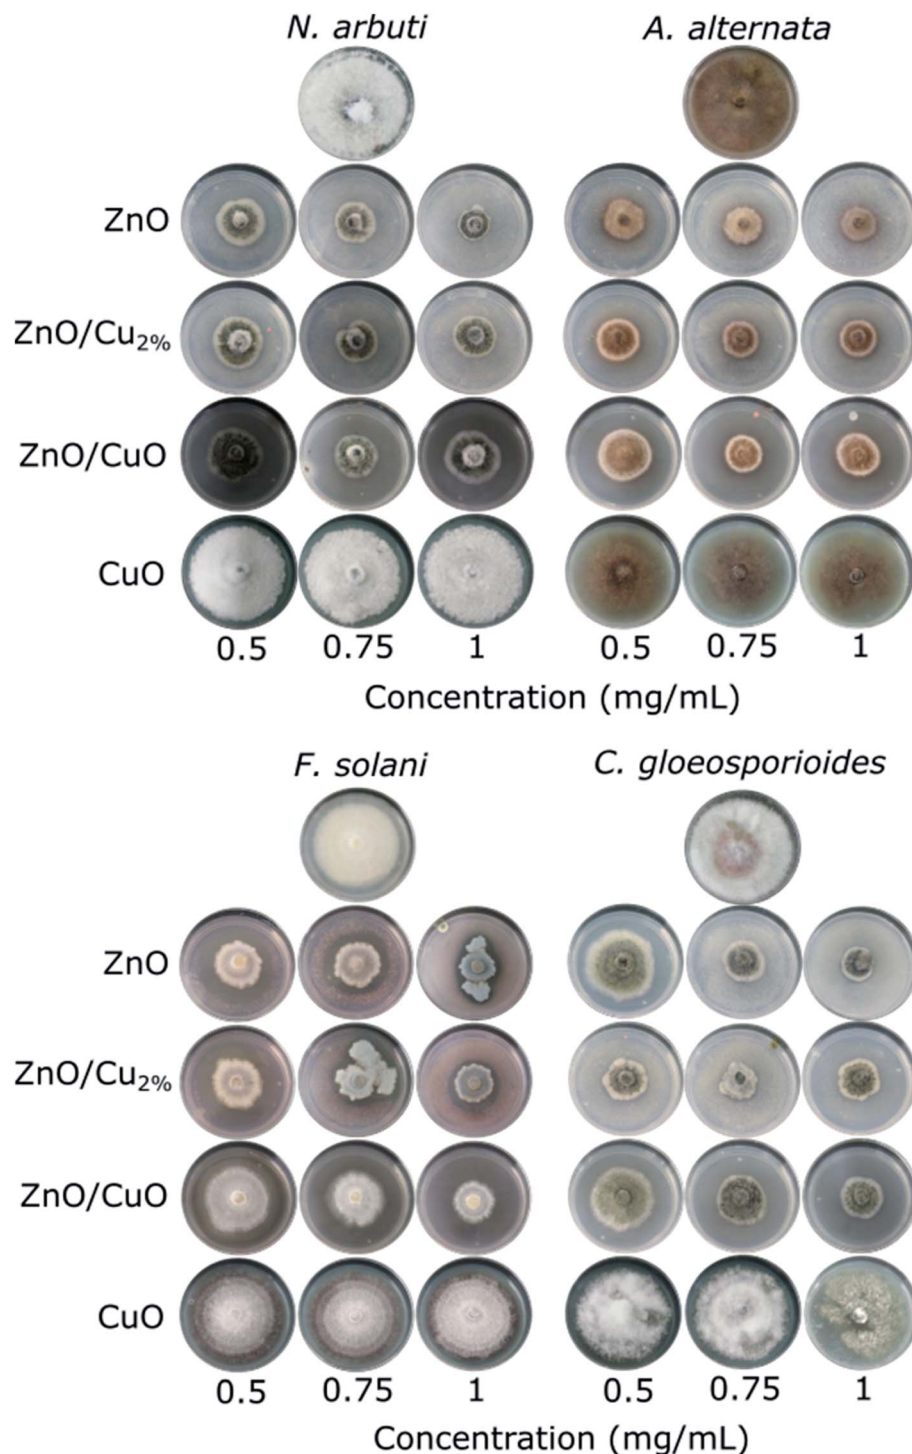 N. arbuti A. alternata
ZnO
ZnO/Cu2%
ZnO/CuO
CuO
0.5 0.75 1 0.5 0.75 1
Concentration (mg/mL)
F. solani C. gloeosporioides
ZnO
ZnO/Cu2%
ZnO/CuO
CuO
0.5 0.75 1 0.5 0.75 1
Concentration (mg/mL)